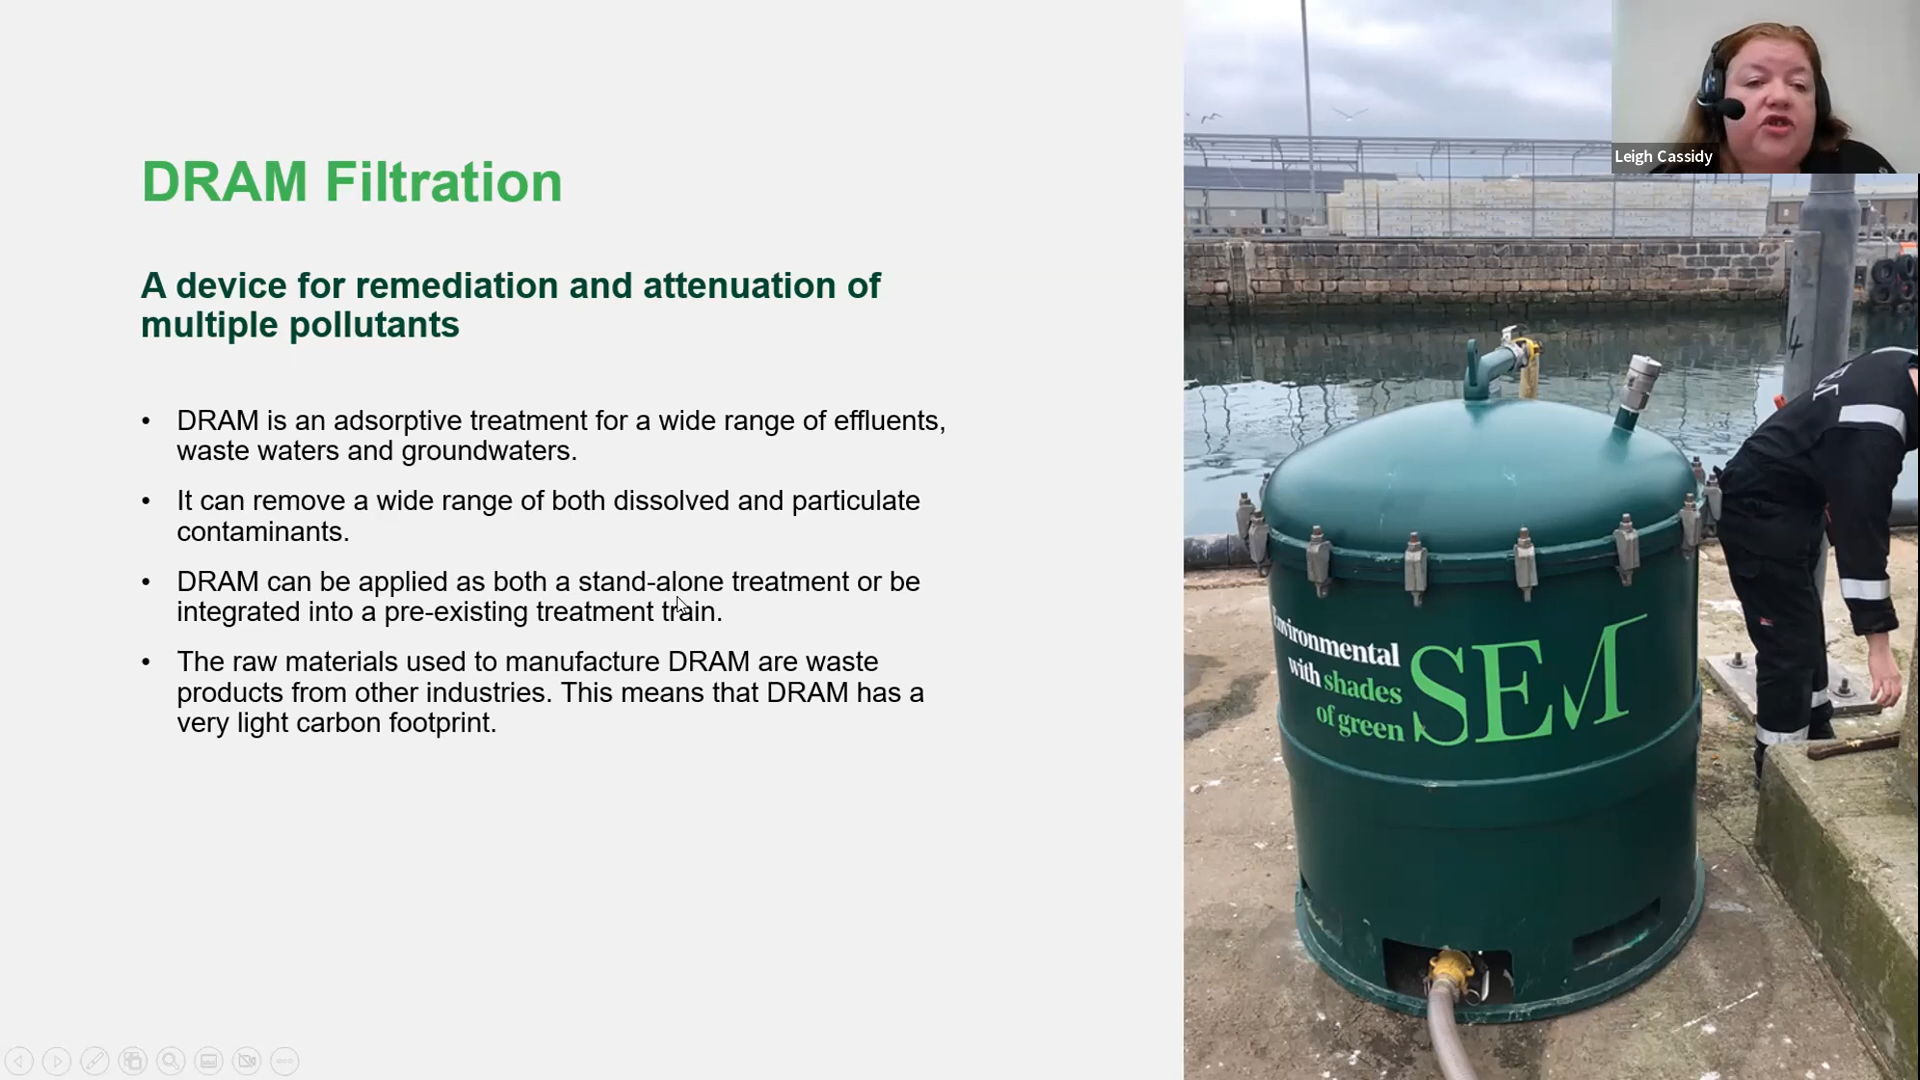 DRAM Filtration
A device for remediation and attenuation of
multiple pollutants
• DRAM is an adsorptive treatment for a wide range of effluents,
waste waters and groundwaters.
• It can remove a wide range of both dissolved and particulate
contaminants.
• DRAM can be applied as both a stand-alone treatment or be
integrated into a pre-existing treatment train.
• The raw materials used to manufacture DRAM are waste
products from other industries. This means that DRAM has a
very light carbon footprint.
Leigh Cassidy
4
Environmental
with shades
of green
SEM